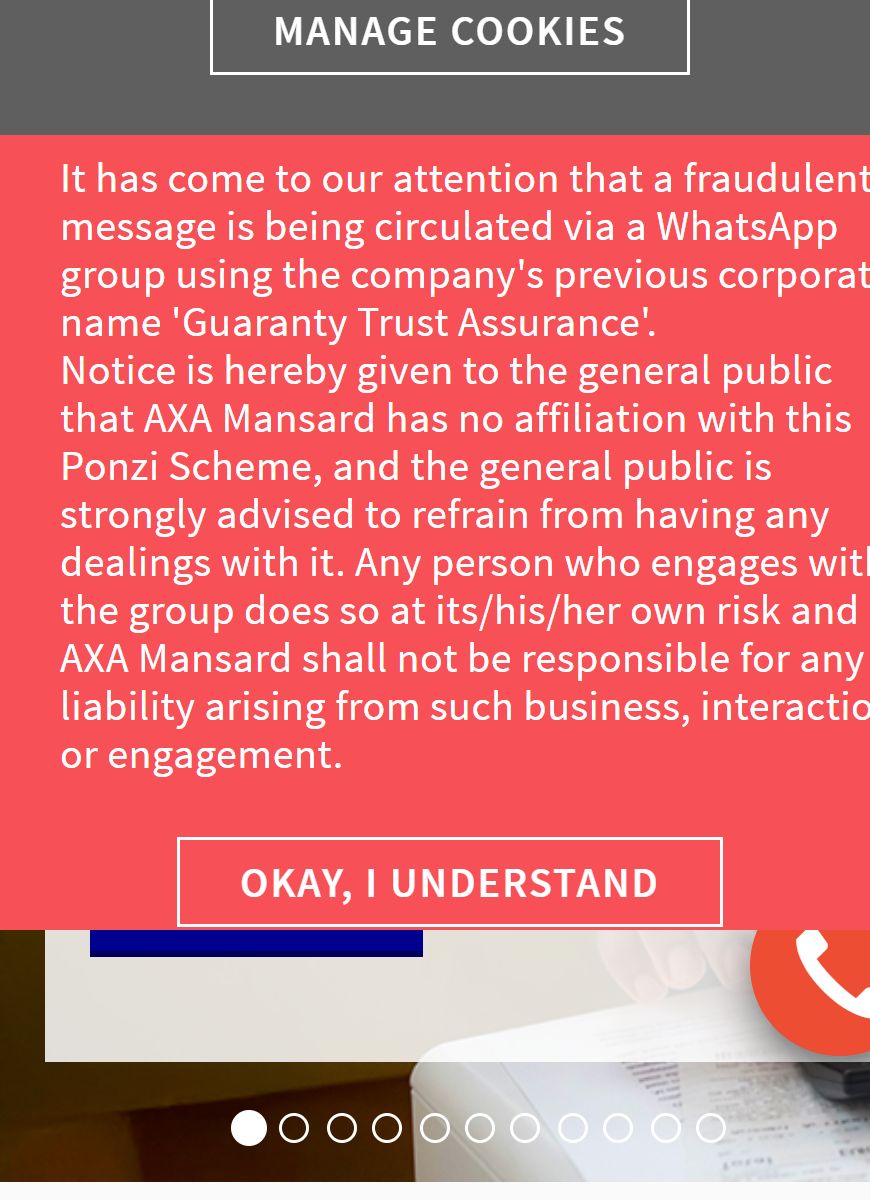 MANAGE COOKIES
It has come to our attention that a fraudulent
message is being circulated via a WhatsApp
group using the company's previous corporat
name 'Guaranty Trust Assurance'.
Notice is hereby given to the general public
that AXA Mansard has no affiliation with this
Ponzi Scheme, and the general public is
strongly advised to refrain from having any
dealings with it. Any person who engages with
the group does so at its/his/her own risk and
AXA Mansard shall not be responsible for any
liability arising from such business, interactio
or engagement.
OKAY, I UNDERSTAND